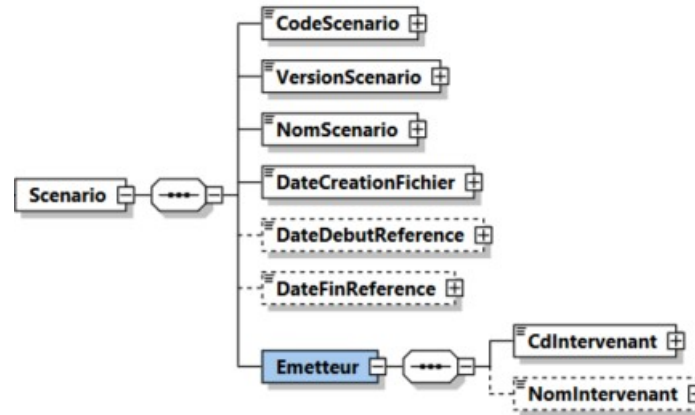 CodeScenario
VersionScenario
NomScenario
Scenario
DateCreationFichier
DateDebutReference
DateFinReference
Emetteur
CdIntervenant
NomIntervenant